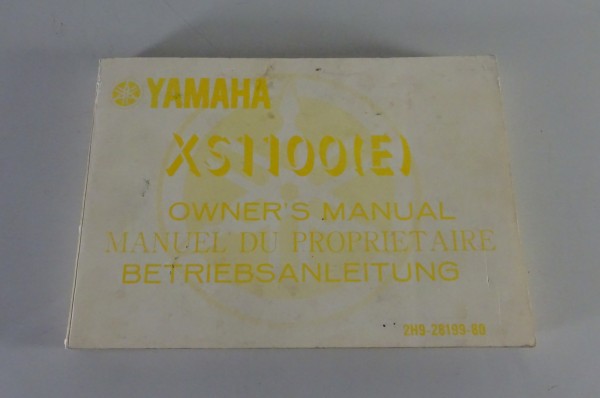 YAMAHA
XS1100(E)
OWNER'S MANUAL
MANUEL DU PROPRIETAIRE
BETRIEBSANLEITUNG
2H9-28199-80